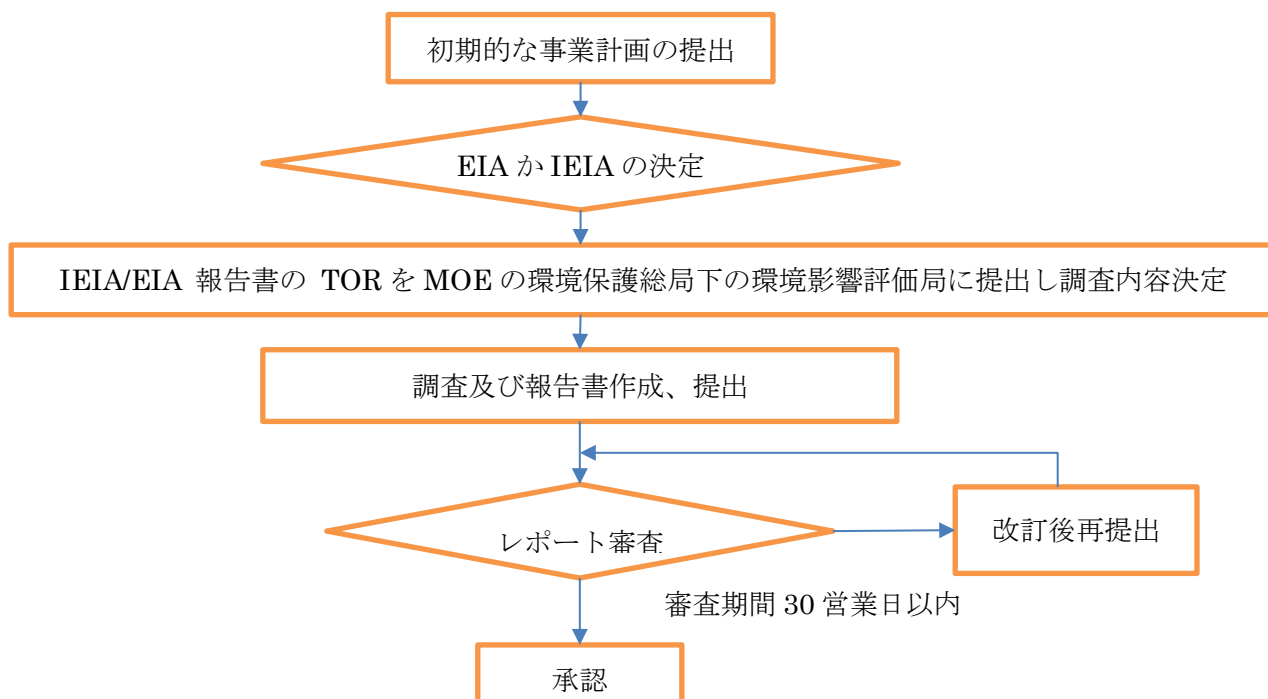 初期的な事業計画の提出
EIA か IEIA の決定
IEIA/EIA 報告書の TOR を MOE の環境保護総局下の環境影響評価局に提出し調査内容決定
調査及び報告書作成、提出
レポート審査
改訂後再提出
審査期間 30 営業日以内
承認